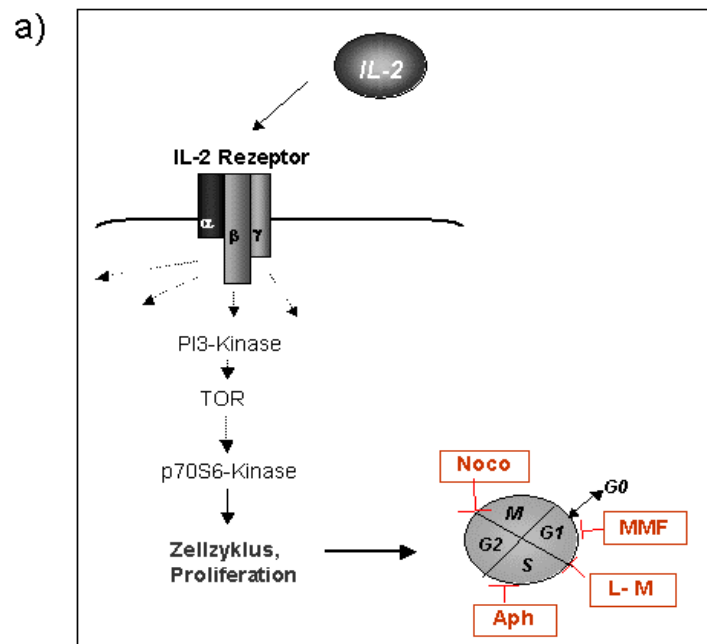 a)
IL-2
IL-2 Rezeptor
α
β
γ
PI3-Kinase
TOR
p70S6-Kinase
Zellzyklus,
Proliferation
Noco
G0
M
G2
G1
S
MMF
L- M
Aph